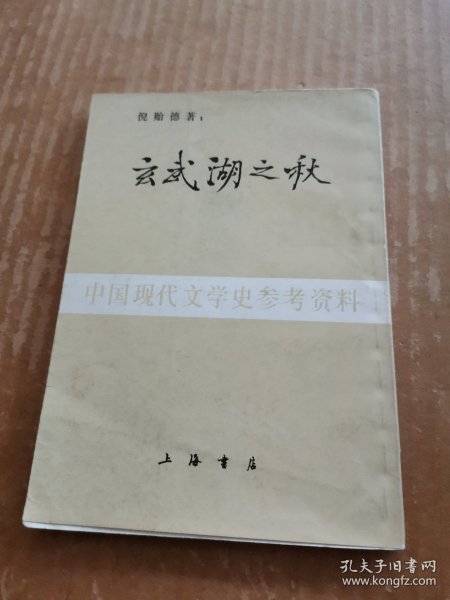 倪贻德著：
玄武湖之秋
中国现代文学史参考资料
上海书店
孔夫子旧书网
www.kongfz.com